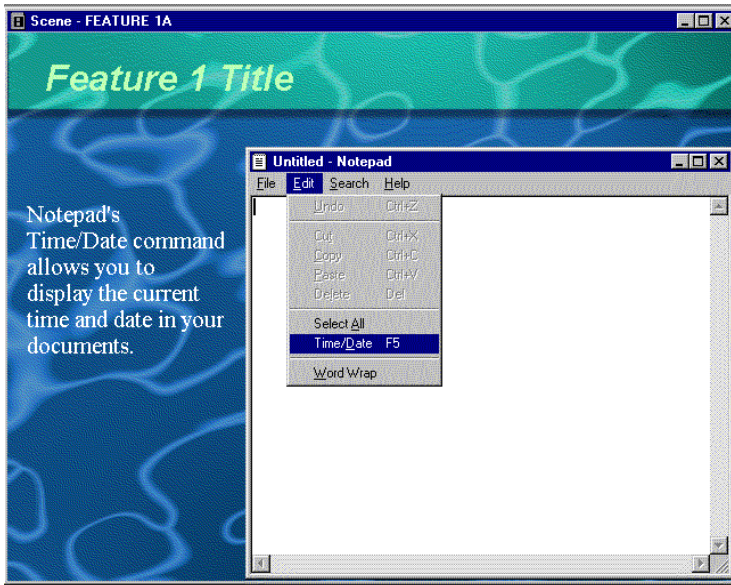 Scene - FEATURE 1A
Feature 1 Title
Notepad's
Time/Date command
allows you to
display the current
time and date in your
documents.
Untitled - Notepad
File Edit Search Help
Undo Ctrl+Z
Cut Ctrl+X
Copy Ctrl+C
Paste Ctrl+V
Delete Del
Select All
Time/Date F5
Word Wrap